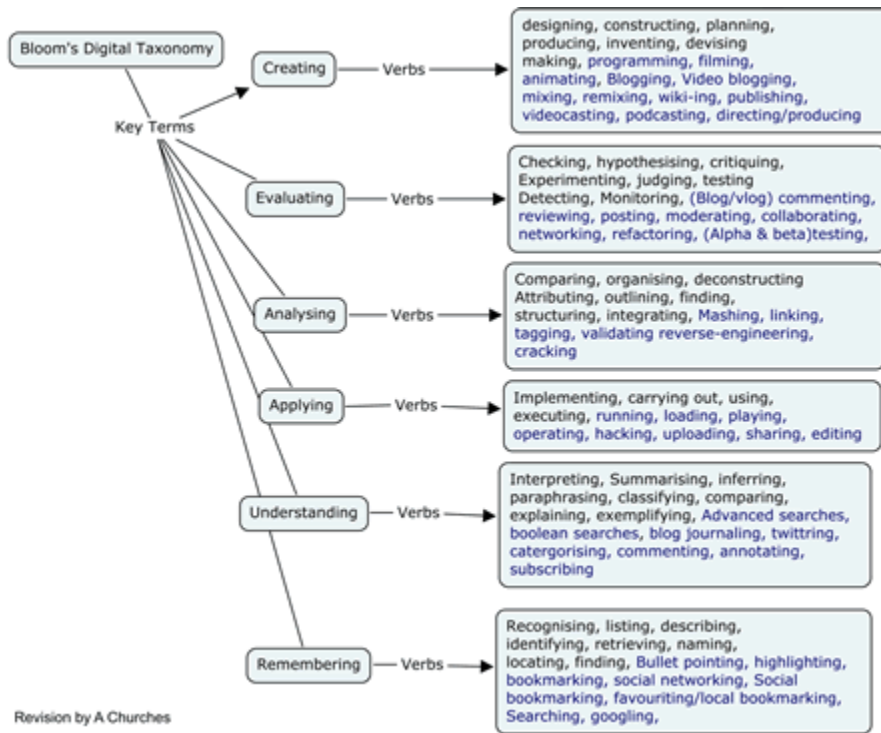 Bloom's Digital Taxonomy
Key Terms
Creating
Verbs
designing, constructing, planning,
producing, inventing, devising
making, programming, filming,
animating, Blogging, Video blogging,
mixing, remixing, wiki-ing, publishing,
videocasting, podcasting, directing/producing
Evaluating
Verbs
Checking, hypothesising, critiquing,
Experimenting, judging, testing
Detecting, Monitoring, (Blog/vlog) commenting,
reviewing, posting, moderating, collaborating,
networking, refactoring, (Alpha & beta)testing,
Analysing
Verbs
Comparing, organising, deconstructing
Attributing, outlining, finding,
structuring, integrating, Mashing, linking,
tagging, validating reverse-engineering,
cracking
Applying
Verbs
Implementing, carrying out, using,
executing, running, loading, playing,
operating, hacking, uploading, sharing, editing
Understanding
Verbs
Interpreting, Summarising, inferring,
paraphrasing, classifying, comparing,
explaining, exemplifying, Advanced searches,
boolean searches, blog journaling, twittring,
catergorising, commenting, annotating,
subscribing
Remembering
Verbs
Recognising, listing, describing,
identifying, retrieving, naming,
locating, finding, Bullet pointing, highlighting,
bookmarking, social networking, Social
bookmarking, favouriting/local bookmarking,
Searching, googling,
Revision by A Churches